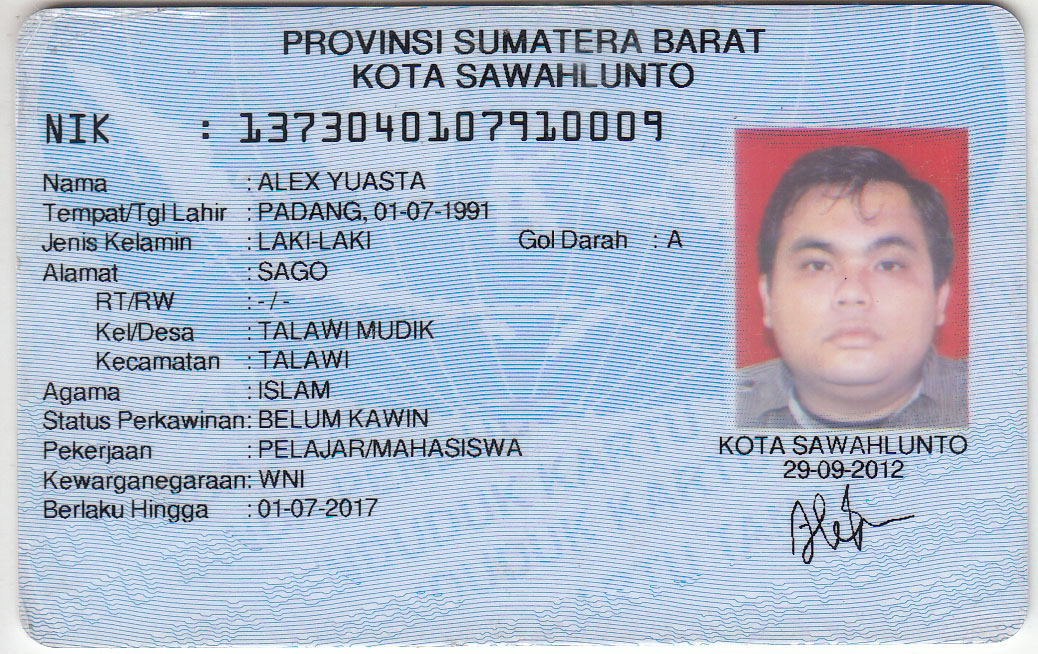 PROVINSI SUMATERA BARAT
KOTA SAWAHLUNTO
NIK : 1373040107910009
Nama : ALEX YUASTA
Tempat/Tgl Lahir : PADANG, 01-07-1991
Jenis Kelamin : LAKI-LAKI Gol Darah : A
Alamat : SAGO
RT/RW : - / -
Kel/Desa : TALAWI MUDIK
Kecamatan : TALAWI
Agama : ISLAM
Status Perkawinan: BELUM KAWIN
Pekerjaan : PELAJAR/MAHASISWA
Kewarganegaraan: WNI
Berlaku Hingga : 01-07-2017
KOTA SAWAHLUNTO
29-09-2012